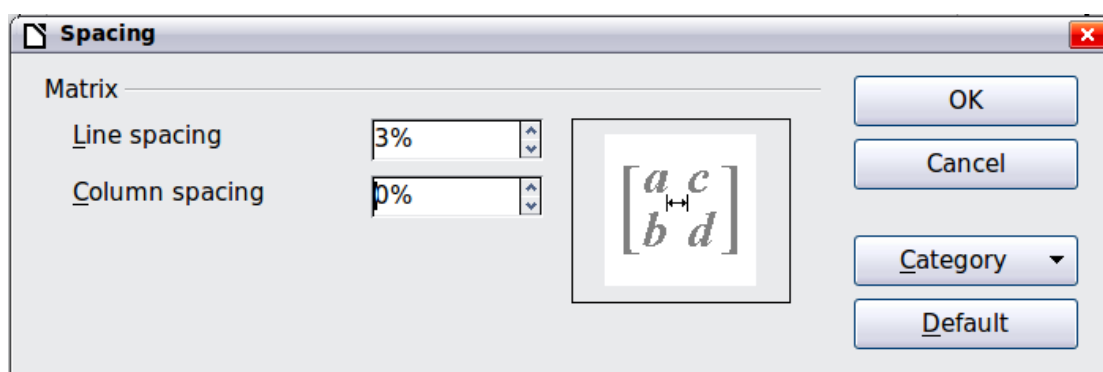 Spacing
Matrix
OK
Line spacing 3%
Cancel
Column spacing 0%
a c
b d
Category
Default